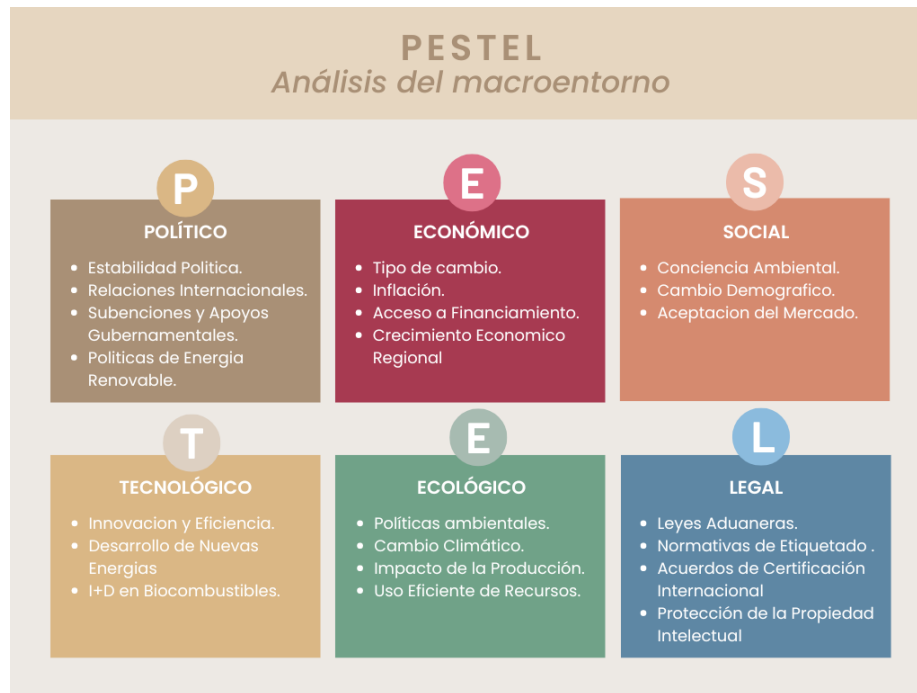 PESTEL
Análisis del macroentorno
P
POLÍTICO
• Estabilidad Politica.
• Relaciones Internacionales.
• Subenciones y Apoyos
Gubernamentales.
• Politicas de Energia
Renovable.
E
ECONÓMICO
• Tipo de cambio.
• Inflación.
• Acceso a Financiamiento.
• Crecimiento Economico
Regional
S
SOCIAL
• Conciencia Ambiental.
• Cambio Demografico.
• Aceptacion del Mercado.
T
TECNOLÓGICO
• Innovacion y Eficiencia.
• Desarrollo de Nuevas
Energias
• I+D en Biocombustibles.
E
ECOLÓGICO
• Políticas ambientales.
• Cambio Climático.
• Impacto de la Producción.
• Uso Eficiente de Recursos.
L
LEGAL
• Leyes Aduaneras.
• Normativas de Etiquetado .
• Acuerdos de Certificación
Internacional
• Protección de la Propiedad
Intelectual